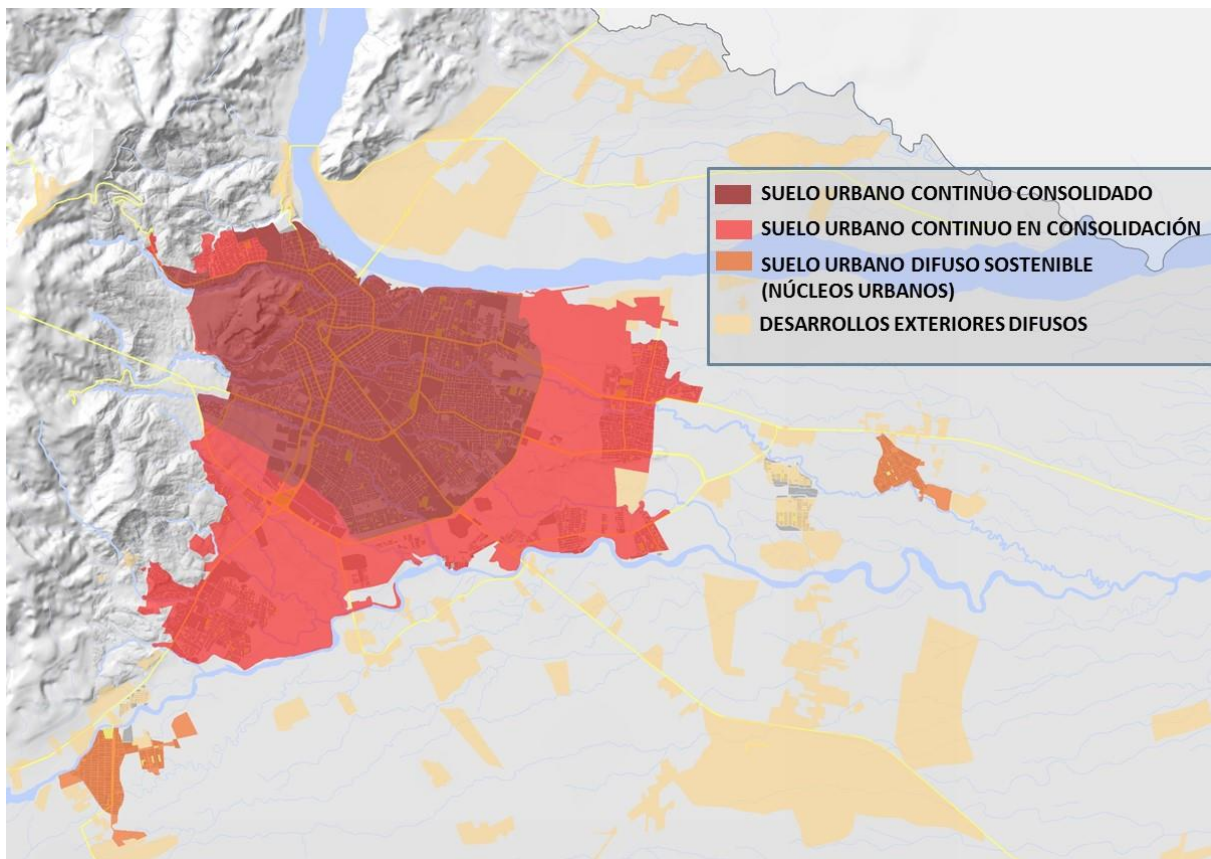 SUELO URBANO CONTINUO CONSOLIDADO
SUELO URBANO CONTINUO EN CONSOLIDACIÓN
SUELO URBANO DIFUSO SOSTENIBLE
(NÚCLEOS URBANOS)
DESARROLLOS EXTERIORES DIFUSOS